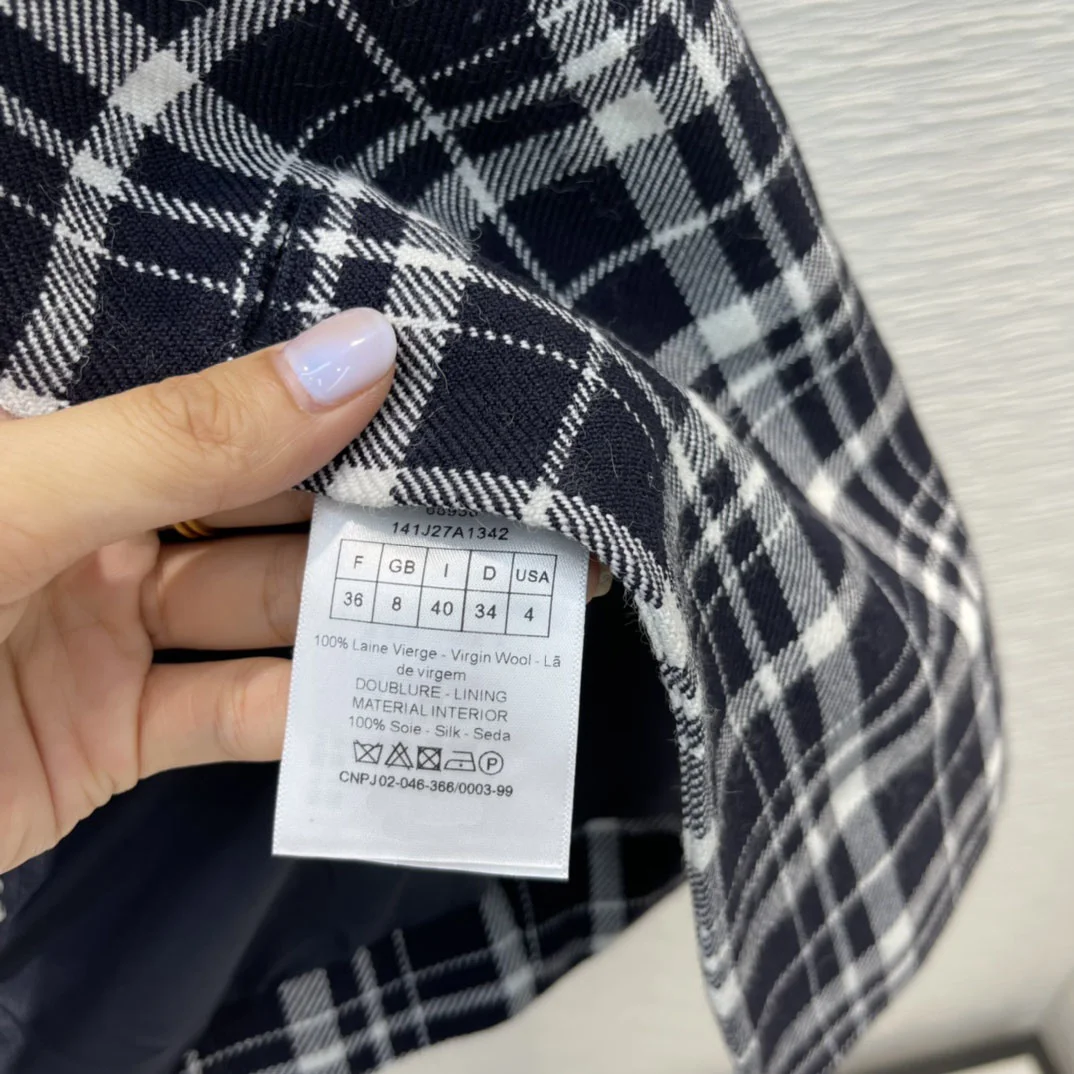 141J27A1342
F GB I D USA
36 8 40 34 4
100% Laine Vierge - Virgin Wool - Lã
de virgem
DOUBLURE - LINING
MATERIAL INTERIOR
100% Soie - Silk - Seda
P
CNPJ 02-046-366/0003-99